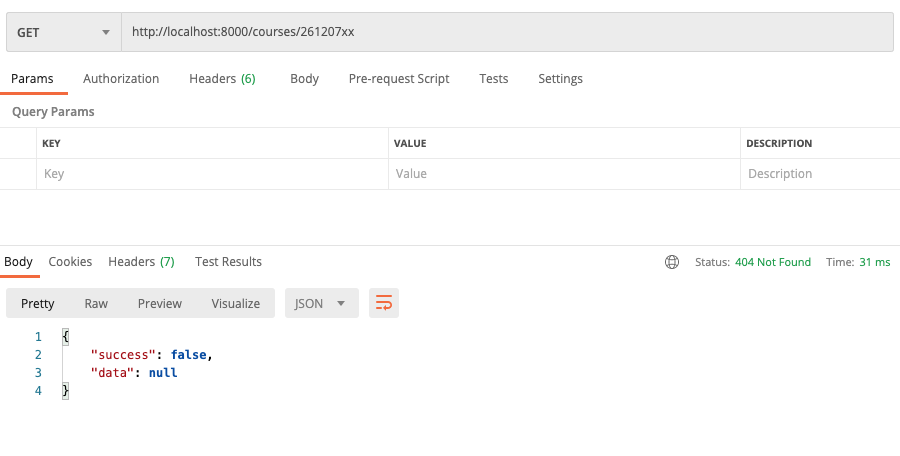 GET http://localhost:8000/courses/261207xx
Params Authorization Headers (6) Body Pre-request Script Tests Settings
Query Params
KEY VALUE DESCRIPTION
Key Value Description
Body Cookies Headers (7) Test Results Status: 404 Not Found Time: 31 ms
Pretty Raw Preview Visualize JSON
1 {
2 "success": false,
3 "data": null
4 }